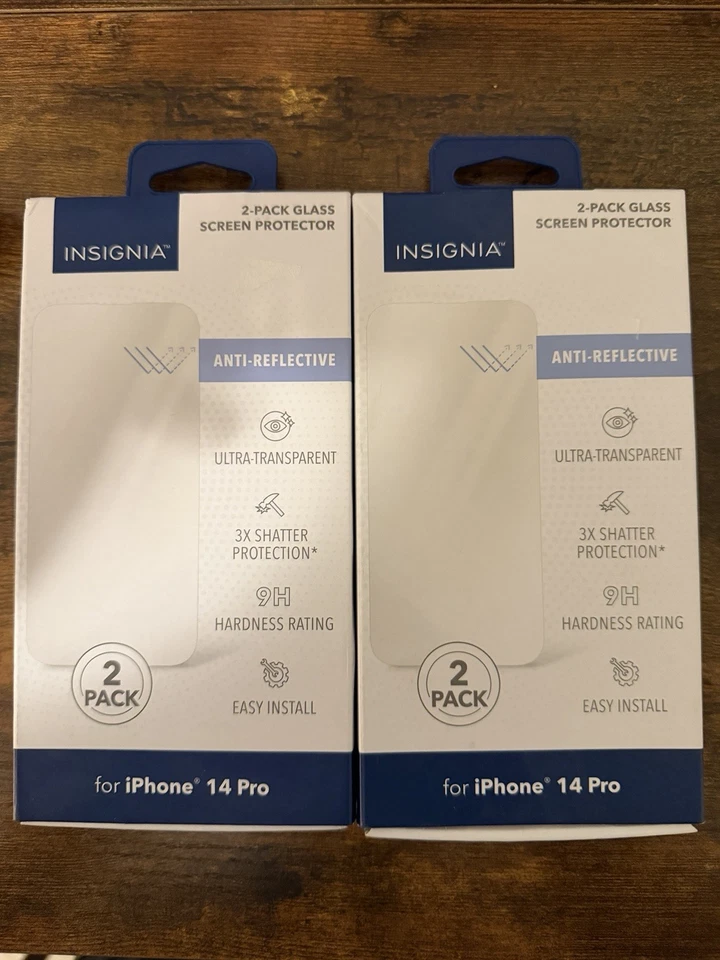 INSIGNIA™
2-PACK GLASS
SCREEN PROTECTOR
ANTI-REFLECTIVE
ULTRA-TRANSPARENT
3X SHATTER
PROTECTION*
9H
HARDNESS RATING
2
PACK
EASY INSTALL
for iPhone® 14 Pro
INSIGNIA™
2-PACK GLASS
SCREEN PROTECTOR
ANTI-REFLECTIVE
ULTRA-TRANSPARENT
3X SHATTER
PROTECTION*
9H
HARDNESS RATING
2
PACK
EASY INSTALL
for iPhone® 14 Pro